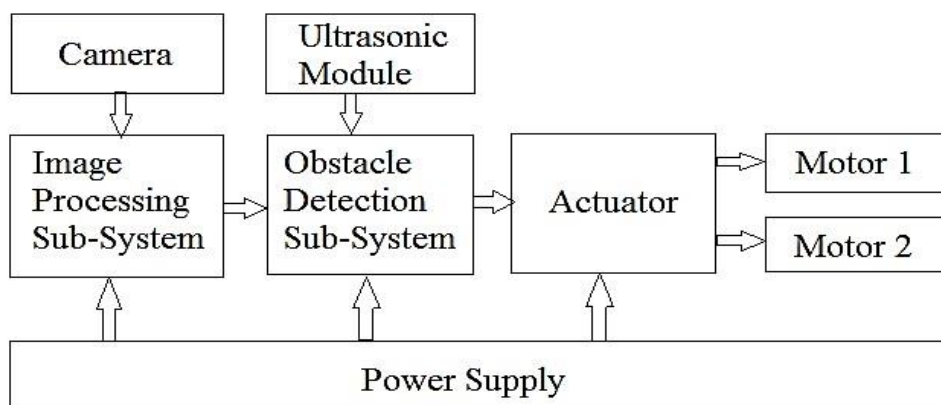 Camera
Ultrasonic
Module
Image
Processing
Sub-System
Obstacle
Detection
Sub-System
Actuator
Motor 1
Motor 2
Power Supply